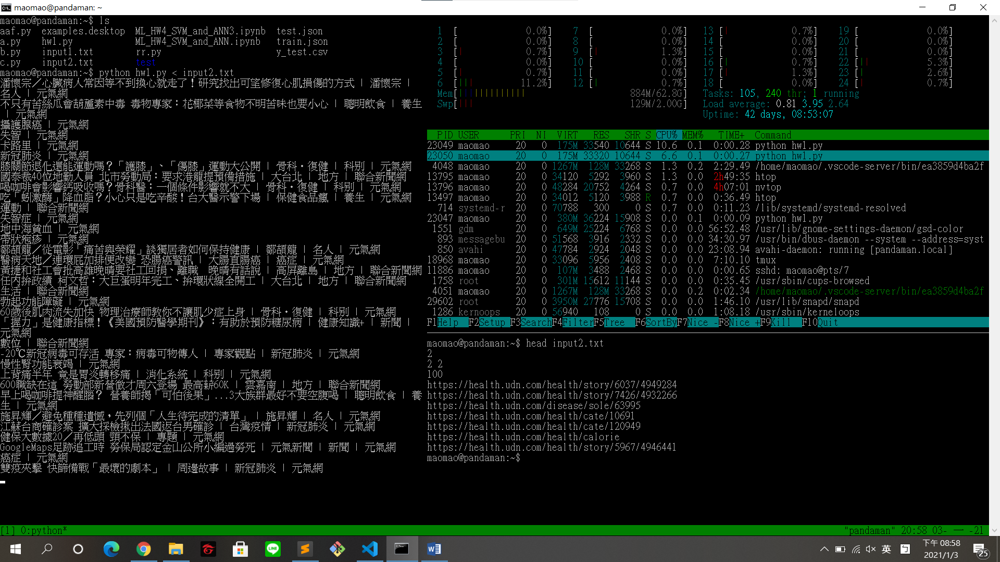 maomao@pandaman: ~
maomao@pandaman:~$ ls
aaf.py  examples.desktop  ML_HW4_SVM_and_ANN3.ipynb  test.json
a.py    hw1.py            ML_HW4_SVM_and_ANN.ipynb   train.json
b.py    input1.txt        rr.py                      y_test.csv
c.py    input2.txt        test
maomao@pandaman:~$ python hw1.py < input2.txt
潘懷宗／心臟病人常因等不到換心就走了！研究找出可望修復心肌損傷的方式 | 潘懷宗 |
名人 | 元氣網
不只有苦絲瓜會葫蘆素中毒 毒物專家：花椰菜等食物不明苦味也要小心 | 聰明飲食 | 養生
| 元氣網
攝護腺癌 | 元氣網
失智 | 元氣網
卡路里 | 元氣網
新冠肺炎 | 元氣網
膝關節退化還能運動嗎？「護膝」、「傷膝」運動大公開 | 骨科・復健 | 科別 | 元氣網
國泰裁40位地勤人員 北市勞動局：要求港龍提預備措施 | 大台北 | 地方 | 聯合新聞網
喝咖啡會影響鈣吸收嗎？骨科醫：一個條件影響就不大 | 骨科・復健 | 科別 | 元氣網
吃「蚓激酶」降血脂？小心只是吃辛酸！台大醫示警下場 | 保健食品瘋 | 養生 | 元氣網
運動 | 聯合新聞網
失智症 | 元氣網
地中海貧血 | 元氣網
帶狀疱疹 | 元氣網
鄒頡龍／從電影「痛苦與榮耀」談獨居者如何保持健康 | 鄒頡龍 | 名人 | 元氣網
醫病天地／連環屁加排便改變 恐腸癌警訊 | 大腸直腸癌 | 癌症 | 元氣網
黃捷和社工會批高雄晚晴要社工回捐、離職  晚晴有話說 | 高屏離島 | 地方 | 聯合新聞網
任內拚政績 柯文哲：大巨蛋明年完工、拚環狀線全開工 | 大台北 | 地方 | 聯合新聞網
生活 | 聯合新聞網
勃起功能障礙 | 元氣網
60歲後肌肉流失加快 物理治療師教你不讓肌少症上身 | 骨科・復健 | 科別 | 元氣網
「握力」是健康指標！《美國預防醫學期刊》：有助於預防糖尿病 | 健康知識+ | 新聞 |
元氣網
數位 | 聯合新聞網
-20℃新冠病毒可存活 專家：病毒可物傳人 | 專家觀點 | 新冠肺炎 | 元氣網
慢性腎功能衰竭 | 元氣網
上背痛半年 竟是胃炎轉移痛 | 消化系統 | 科別 | 元氣網
600職缺在這 勞動部新營徵才周六登場 最高薪60K | 雲嘉南 | 地方 | 聯合新聞網
早上喝咖啡提神醒腦？ 營養師揭「可怕後果」...3大族群最好不要空腹喝 | 聰明飲食 | 養
生 | 元氣網
施昇輝／避免種種遺憾，先列個「人生待完成的清單」 | 施昇輝 | 名人 | 元氣網
江蘇台商確診案 擴大採檢揪出法國返台男確診 | 台灣疫情 | 新冠肺炎 | 元氣網
健保大數據20／再低頭 頸不保 | 專題 | 元氣網
GoogleMaps足跡追工時 勞保局認定金山公所小編過勞死 | 元氣新聞 | 新聞 | 元氣網
癌症 | 元氣網
雙疫夾擊 快篩備戰「最壞的劇本」 | 周邊故事 | 新冠肺炎 | 元氣網
1 [ 0.0%] 7 [ 0.0%] 13 [| 0.7%] 19 [ 0.0%]
2 [ 0.0%] 8 [ 0.0%] 14 [ 0.0%] 20 [ 0.0%]
3 [| 0.7%] 9 [| 1.3%] 15 [ 0.0%] 21 [ 0.0%]
4 [ 0.0%] 10 [ 0.0%] 16 [| 0.7%] 22 [|| 5.3%]
5 [| 0.7%] 11 [ 0.0%] 17 [| 1.3%] 23 [| 2.6%]
6 [||| 11.2%] 12 [| 0.7%] 18 [ 0.0%] 24 [| 0.7%]
Mem[||||||||||||| 884M/62.8G] Tasks: 105, 240 thr; 1 running
Swp[||| 129M/2.00G] Load average: 0.81 3.95 2.64
Uptime: 42 days, 08:53:07
PID USER PRI NI VIRT RES SHR S CPU% MEM% TIME+ Command
23049 maomao 20 0 175M 33540 10644 S 10.6 0.1 0:00.28 python hw1.py
23050 maomao 20 0 175M 33320 10644 S 6.6 0.1 0:00.27 python hw1.py
4048 maomao 20 0 1267M 128M 33268 S 1.3 0.2 2:29.49 /home/maomao/.vscode-server/bin/ea3859d4ba2f
13795 maomao 20 0 34120 5292 3960 S 1.3 0.0 2h49:35 htop
13796 maomao 20 0 48284 20752 4264 S 0.7 0.0 4h07:01 nvtop
13497 maomao 20 0 34012 5120 3988 R 0.7 0.0 0:36.49 htop
714 systemd-r 20 0 70788 300 0 S 0.7 0.0 0:11.23 /lib/systemd/systemd-resolved
23047 maomao 20 0 380M 36224 15908 S 0.0 0.1 0:00.09 python hw1.py
1551 gdm 20 0 649M 25224 6768 S 0.0 0.0 56:52.48 /usr/lib/gnome-settings-daemon/gsd-color
893 messagebu 20 0 51568 3916 2332 S 0.0 0.0 34:30.97 /usr/bin/dbus-daemon --system --address=syst
850 avahi 20 0 47784 2924 2048 S 0.0 0.0 23:08.94 avahi-daemon: running [pandaman.local]
18968 maomao 20 0 33096 5956 2408 S 0.0 0.0 7:10.10 tmux
11886 maomao 20 0 107M 3488 2468 S 0.0 0.0 0:00.65 sshd: maomao@pts/7
1758 root 20 0 301M 15612 11144 S 0.0 0.0 0:35.45 /usr/sbin/cups-browsed
4051 maomao 20 0 1267M 128M 33268 S 0.0 0.2 0:02.34 /home/maomao/.vscode-server/bin/ea3859d4ba2f
29602 root 20 0 3950M 27776 15708 S 0.0 0.0 1:46.10 /usr/lib/snapd/snapd
1286 kernoops 20 0 56940 108 0 S 0.0 0.0 1:08.18 /usr/sbin/kerneloops
F1Help F2Setup F3SearchF4FilterF5Tree F6SortByF7Nice -F8Nice +F9Kill F10Quit
maomao@pandaman:~$ head input2.txt
2
2 2
100
https://health.udn.com/health/story/6037/4949284
https://health.udn.com/health/story/7426/4932266
https://health.udn.com/disease/sole/63995
https://health.udn.com/health/cate/10691
https://health.udn.com/health/cate/120949
https://health.udn.com/health/calorie
https://health.udn.com/health/story/5967/4946441
maomao@pandaman:~$
[1] 0:python*
"pandaman" 20:58 03- 一 -21
LINE
英
下午 08:58
2021/1/3
25